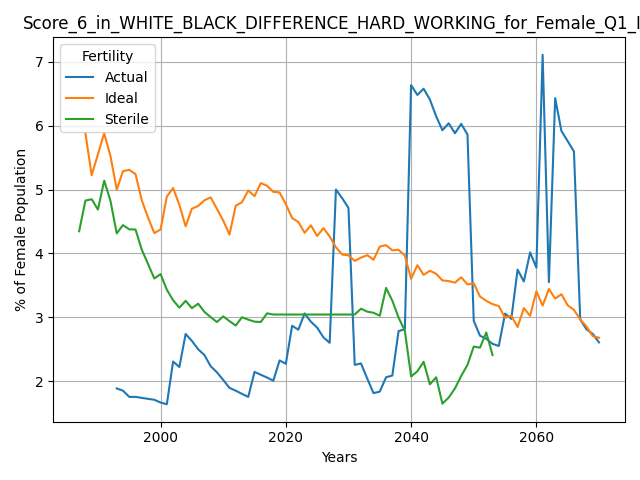 Score_6_in_WHITE_BLACK_DIFFERENCE_HARD_WORKING_for_Female_Q1_I
Fertility
Actual
Ideal
Sterile
% of Female Population
7
6
5
4
3
2
2000 2020 2040 2060
Years